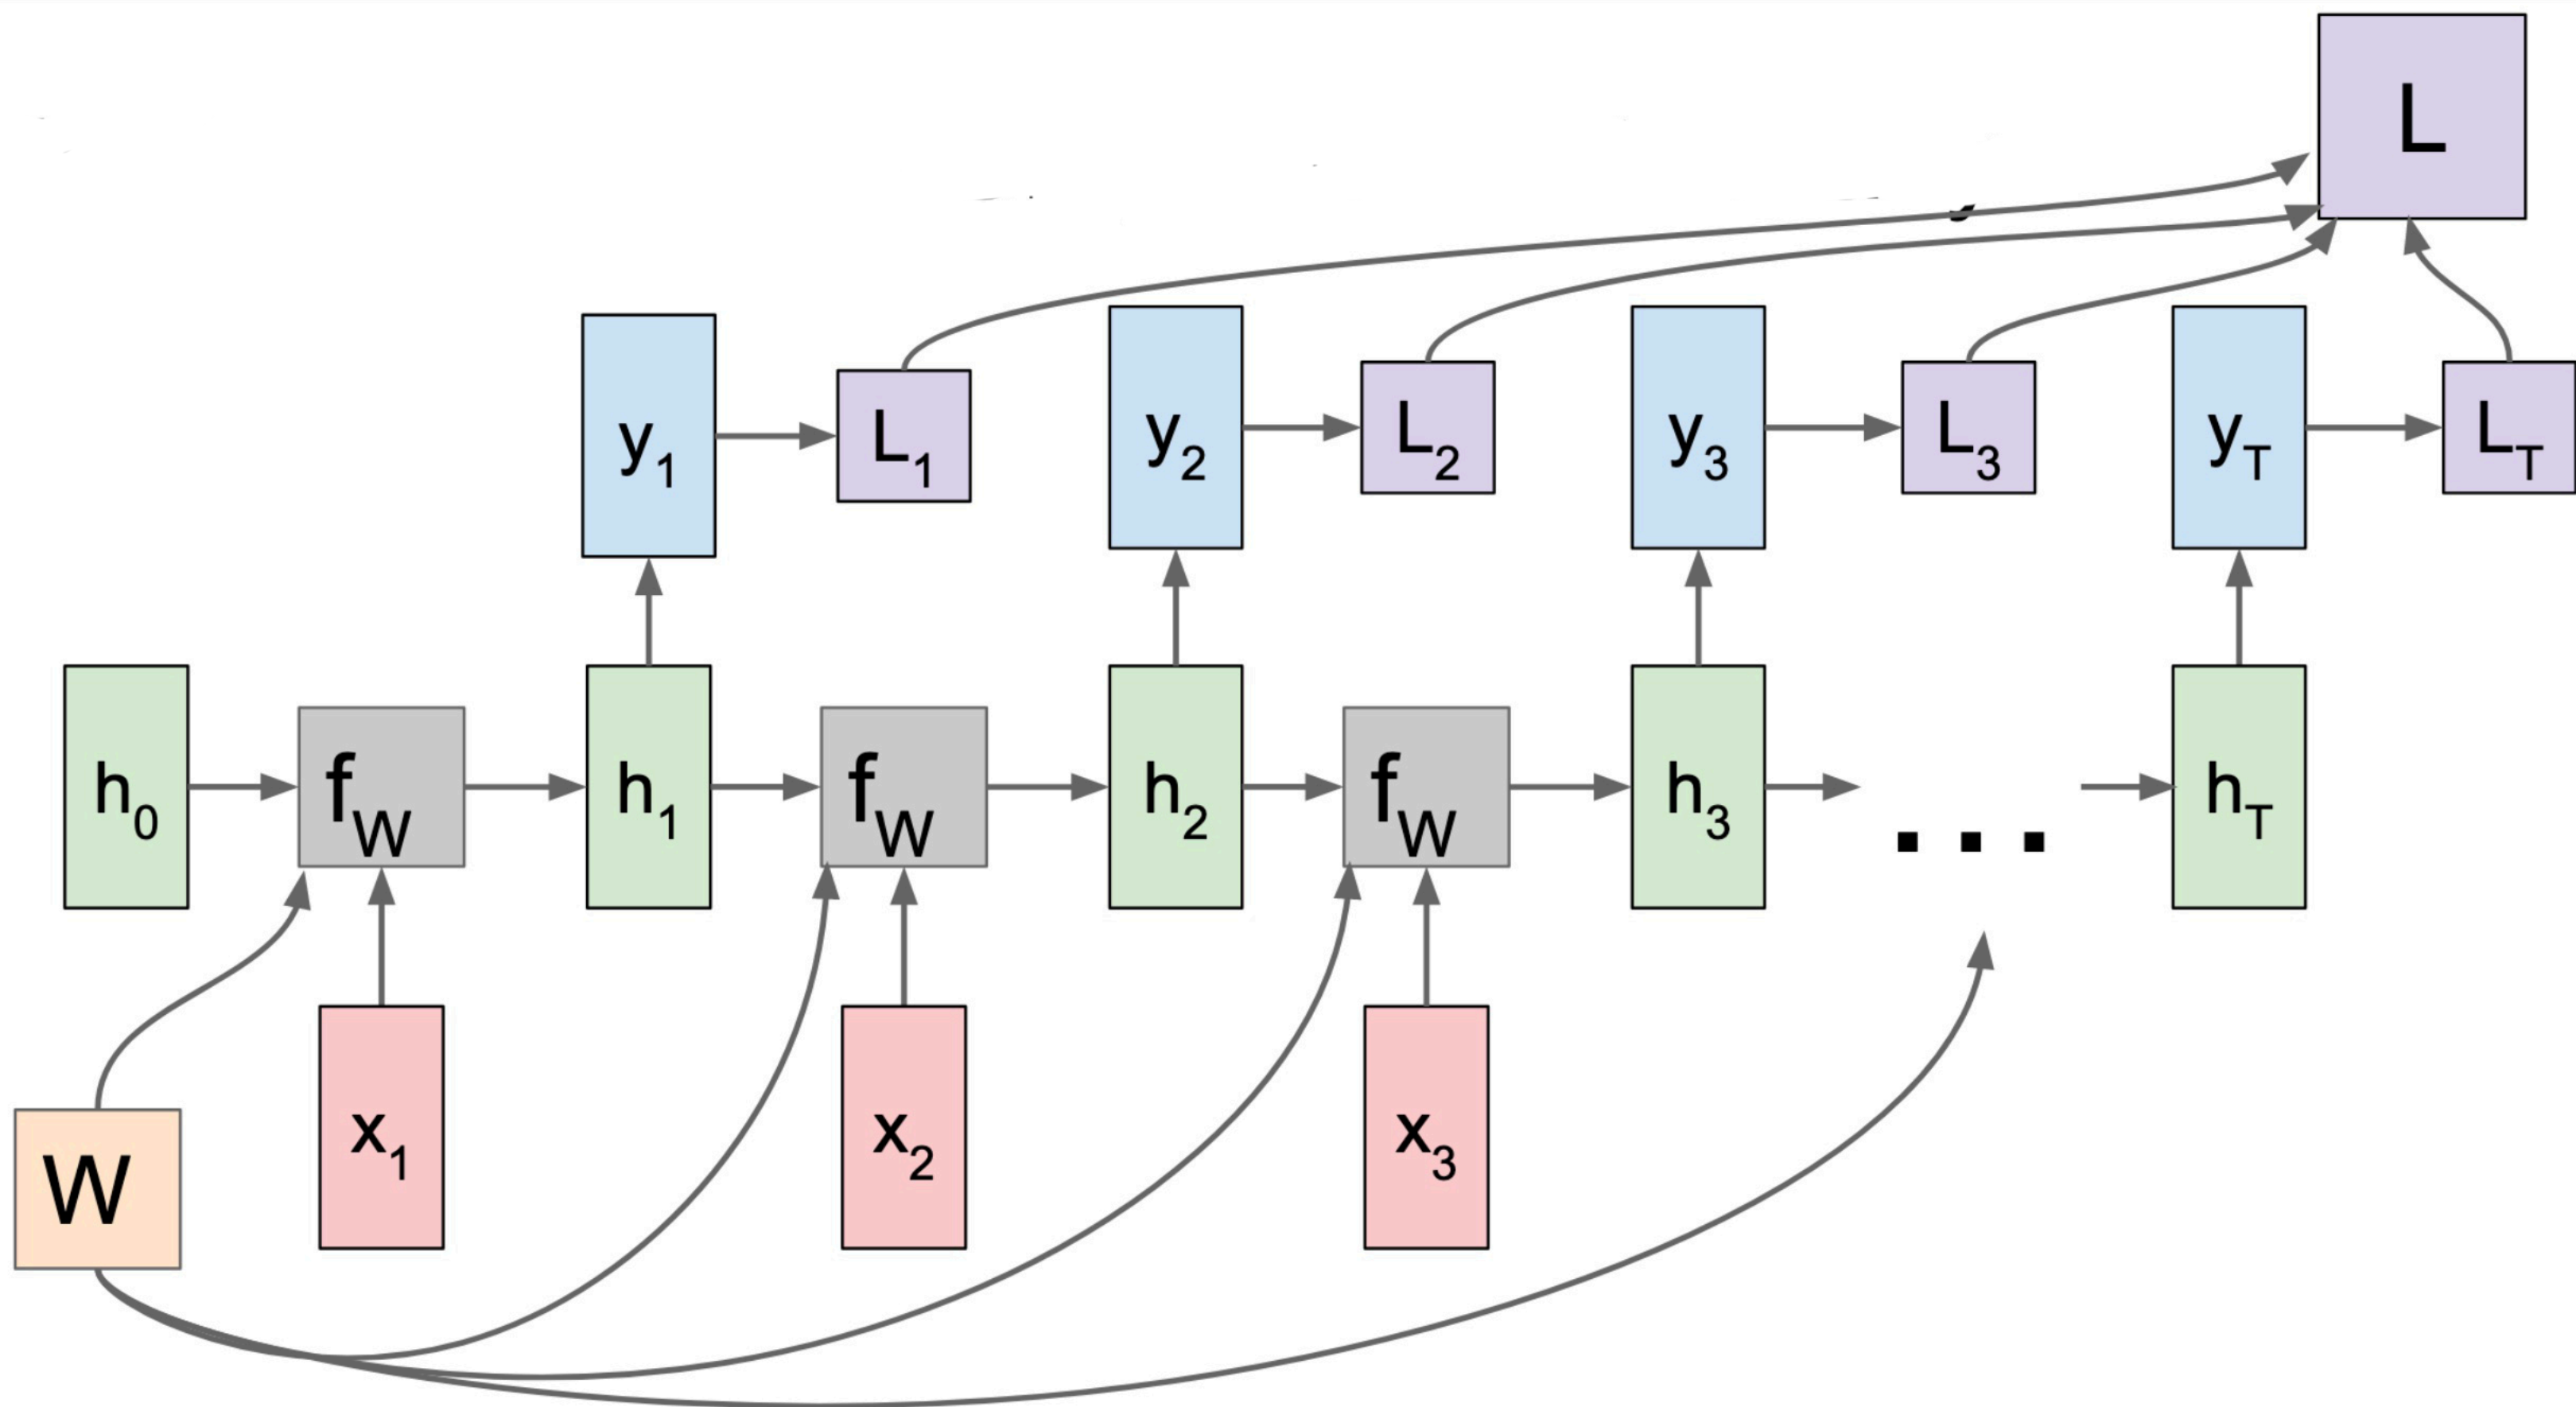 L
y1 L1 y2 L2 y3 L3 yT LT
h0 fW h1 fW h2 fW h3 ... hT
W x1 x2 x3